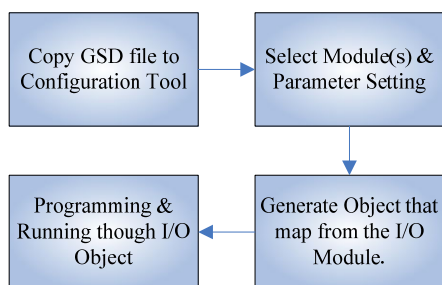 Copy GSD file to
Configuration Tool
Select Module(s) &
Parameter Setting
Generate Object that
map from the I/O
Module.
Programming &
Running though I/O
Object